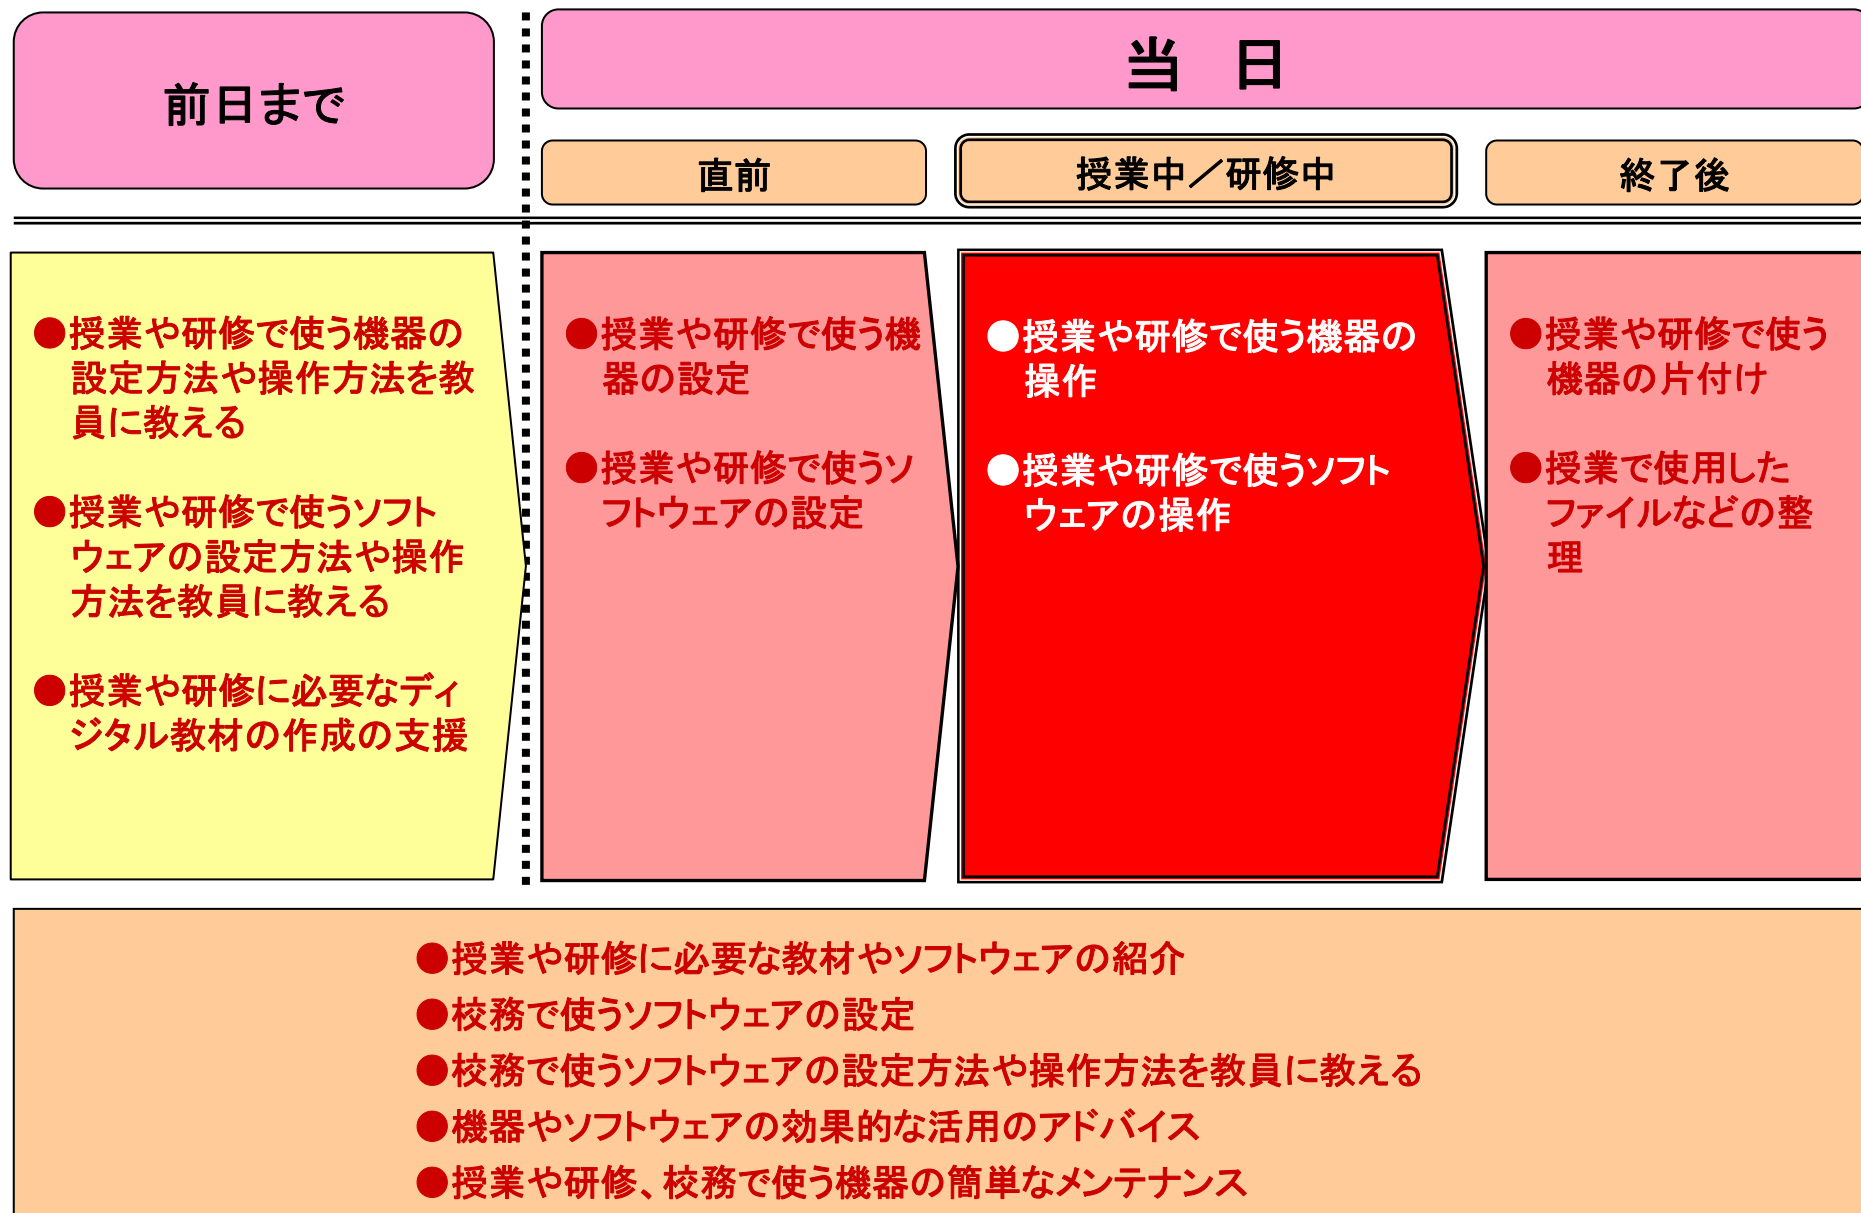 前日まで
当　日
直前
授業中／研修中
終了後
●授業や研修で使う機器の
設定方法や操作方法を教
員に教える
●授業や研修で使うソフト
ウェアの設定方法や操作
方法を教員に教える
●授業や研修に必要なディ
ジタル教材の作成の支援
●授業や研修で使う機
器の設定
●授業や研修で使うソ
フトウェアの設定
●授業や研修で使う機器の
操作
●授業や研修で使うソフト
ウェアの操作
●授業や研修で使う
機器の片付け
●授業で使用した
ファイルなどの整
理
●授業や研修に必要な教材やソフトウェアの紹介
●校務で使うソフトウェアの設定
●校務で使うソフトウェアの設定方法や操作方法を教員に教える
●機器やソフトウェアの効果的な活用のアドバイス
●授業や研修、校務で使う機器の簡単なメンテナンス